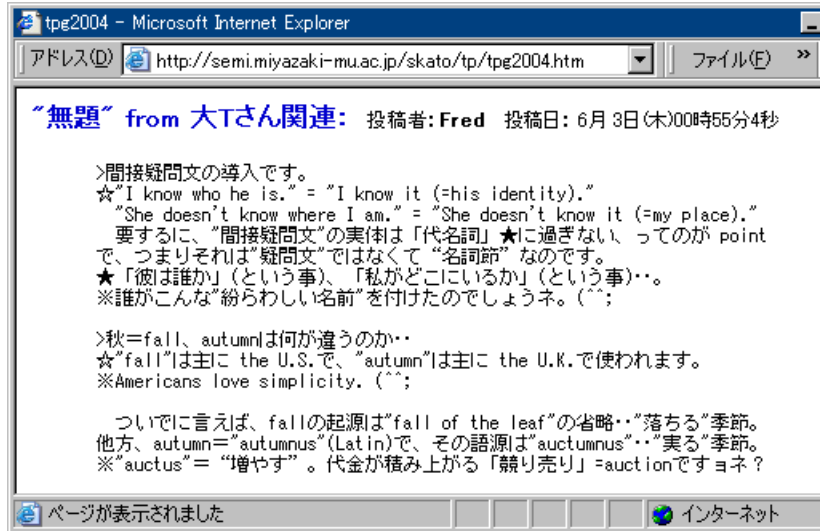 tpg2004 - Microsoft Internet Explorer
アドレス(D) http://semi.miyazaki-mu.ac.jp/skato/tp/tpg2004.htm ファイル(F) »
"無題" from 大Tさん関連: 投稿者:Fred 投稿日: 6月 3日(木)00時55分4秒
>間接疑問文の導入です。
☆"I know who he is." = "I know it (=his identity)."
"She doesn't know where I am." = "She doesn't know it (=my place)."
要するに、"間接疑問文"の実体は「代名詞」★に過ぎない、ってのが point
で、つまりそれは"疑問文"ではなくて “名詞節” なのです。
★「彼は誰か」(という事)、「私がどこにいるか」(という事)・・。
※誰がこんな"紛らわしい名前"を付けたのでしょうネ。(^^;
>秋=fall、autumnは何が違うのか・・
☆"fall"は主に the U.S.で、"autumn"は主に the U.K.で使われます。
※Americans love simplicity. (^^;
ついでに言えば、fallの起源は"fall of the leaf"の省略・・"落ちる"季節。
他方、autumn="autumnus"(Latin)で、その語源は"auctumnus"・・"実る"季節。
※"auctus"= “増やす” 。代金が積み上がる「競り売り」=auctionですョネ?
ページが表示されました インターネット